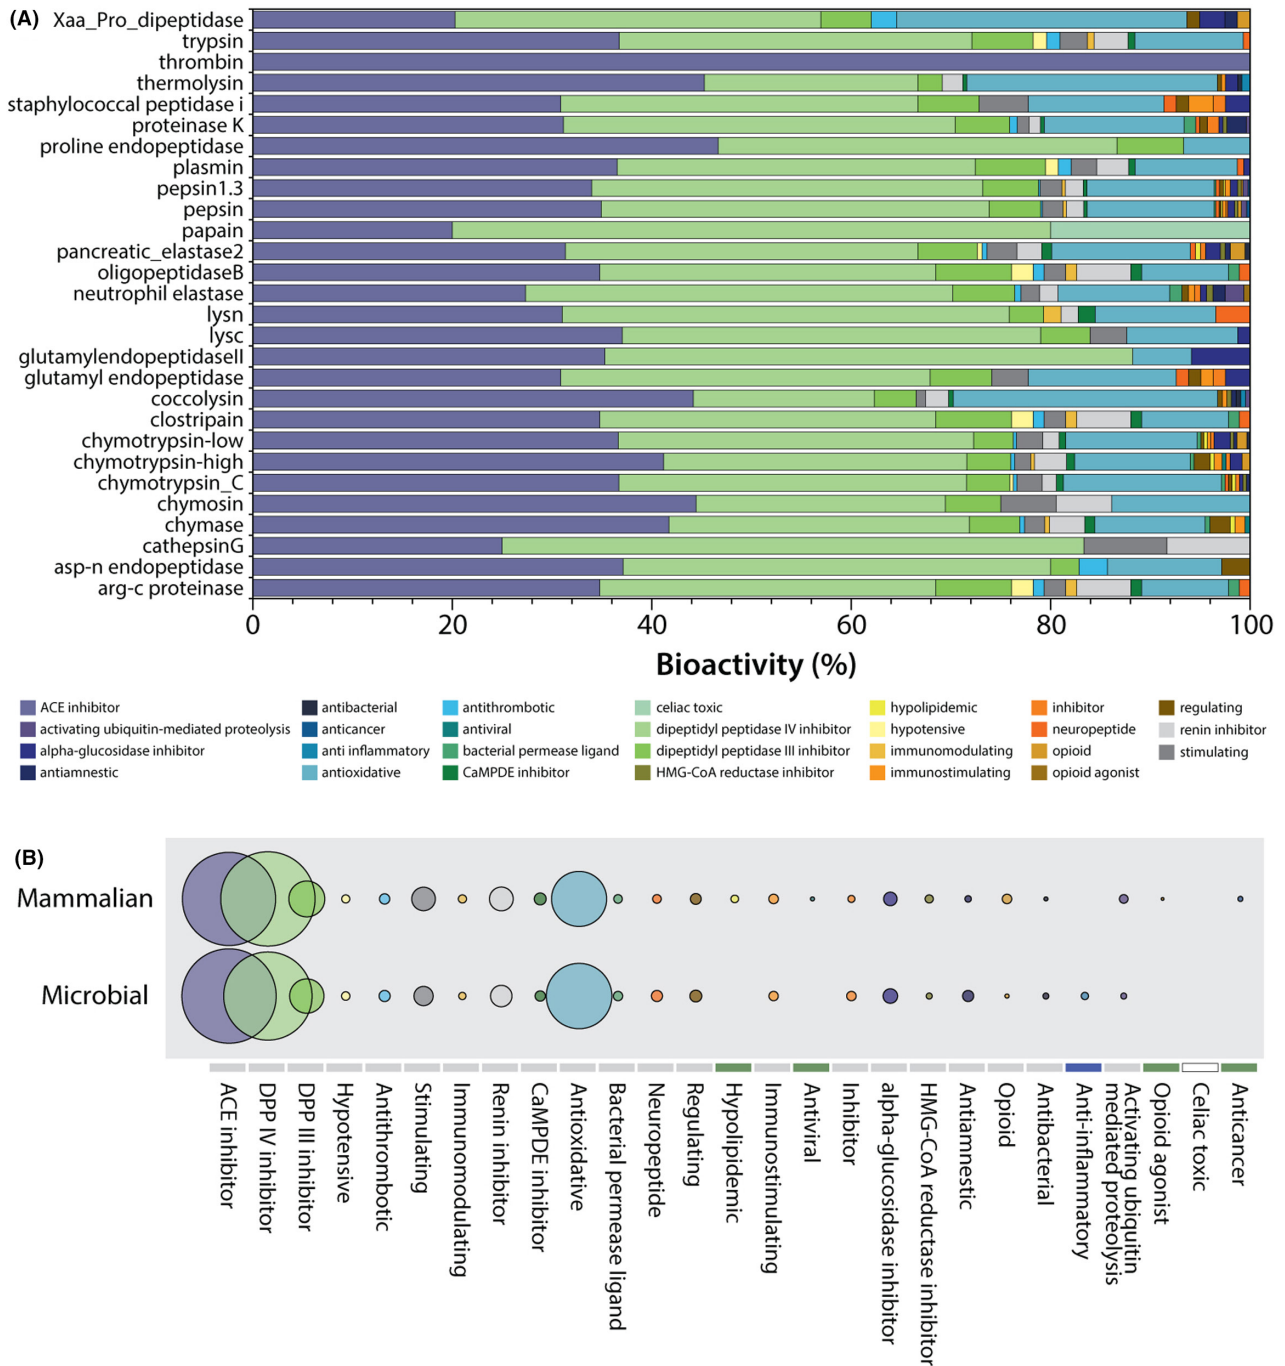 (A)
Xaa_Pro_dipeptidase
trypsin
thrombin
thermolysin
staphylococcal peptidase i
proteinase K
proline endopeptidase
plasmin
pepsin1.3
pepsin
papain
pancreatic_elastase2
oligopeptidaseB
neutrophil elastase
lysn
lysc
glutamylendopeptidaseII
glutamyl endopeptidase
coccolysin
clostripain
chymotrypsin-low
chymotrypsin-high
chymotrypsin_C
chymosin
chymase
cathepsinG
asp-n endopeptidase
arg-c proteinase
0 20 40 60 80 100
Bioactivity (%)
ACE inhibitor
activating ubiquitin-mediated proteolysis
alpha-glucosidase inhibitor
antiamnestic
antibacterial
anticancer
anti inflammatory
antioxidative
antithrombotic
antiviral
bacterial permease ligand
CaMPDE inhibitor
celiac toxic
dipeptidyl peptidase IV inhibitor
dipeptidyl peptidase III inhibitor
HMG-CoA reductase inhibitor
hypolipidemic
hypotensive
immunomodulating
immunostimulating
inhibitor
neuropeptide
opioid
opioid agonist
regulating
renin inhibitor
stimulating
(B)
Mammalian
Microbial
ACE inhibitor
DPP IV inhibitor
DPP III inhibitor
Hypotensive
Antithrombotic
Stimulating
Immunomodulating
Renin inhibitor
CaMPDE inhibitor
Antioxidative
Bacterial permease ligand
Neuropeptide
Regulating
Hypolipidemic
Immunostimulating
Antiviral
Inhibitor
alpha-glucosidase inhibitor
HMG-CoA reductase inhibitor
Antiamnestic
Opioid
Antibacterial
Anti-inflammatory
Activating ubiquitin
mediated proteolysis
Opioid agonist
Celiac toxic
Anticancer